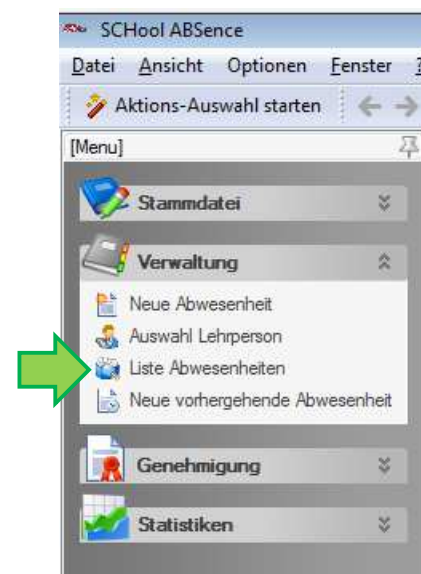 SCHool ABSence
Datei Ansicht Optionen Fenster ?
Aktions-Auswahl starten
[Menu]
Stammdatei
Verwaltung
Neue Abwesenheit
Auswahl Lehrperson
Liste Abwesenheiten
Neue vorhergehende Abwesenheit
Genehmigung
Statistiken